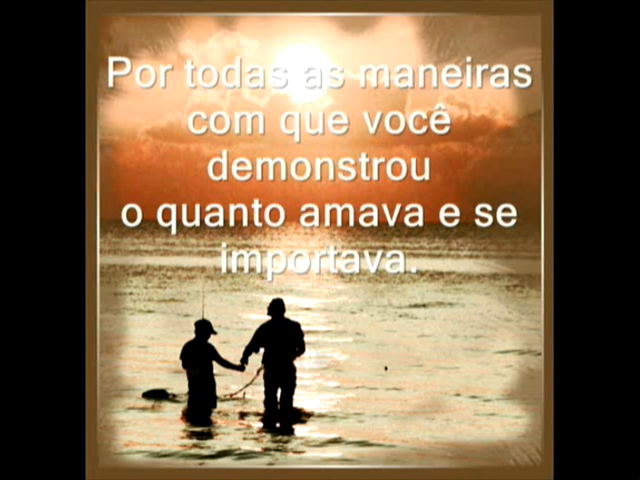 Por todas as maneiras
com que você
demonstrou
o quanto amava e se
importava.